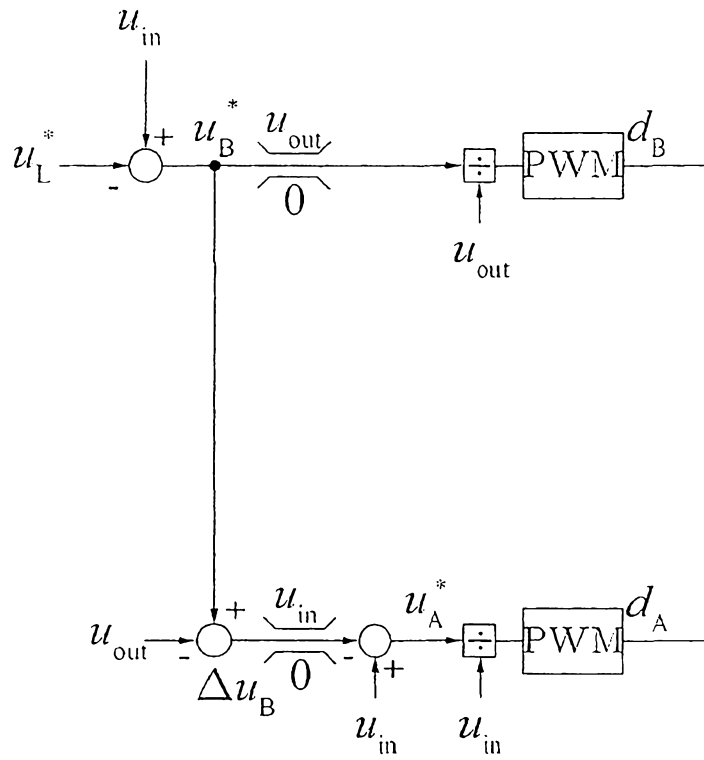 u_in
+
u_L^*
-
u_B^*
u_out
0
÷
u_out
PWM
d_B
u_out
-
+
Δu_B
u_in
0
-
+
u_in
u_A^*
÷
u_in
PWM
d_A